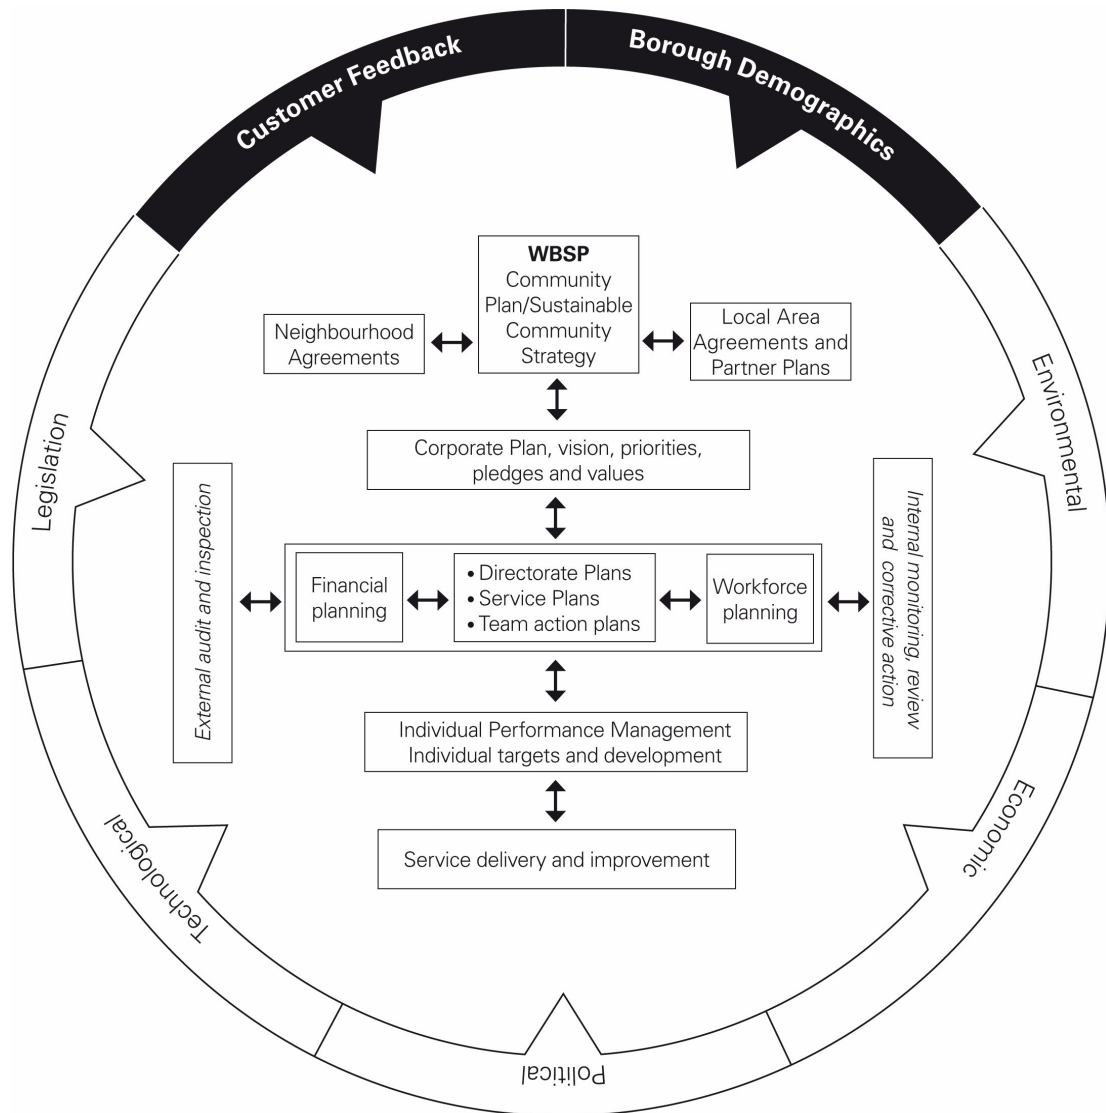 Customer Feedback
Borough Demographics
WBSP
Community
Plan/Sustainable
Community
Strategy
Neighbourhood
Agreements
Local Area
Agreements and
Partner Plans
Corporate Plan, vision, priorities,
pledges and values
Legislation
Environmental
External audit and inspection
Internal monitoring, review
and corrective action
Financial
planning
• Directorate Plans
• Service Plans
• Team action plans
Workforce
planning
Individual Performance Management
Individual targets and development
Service delivery and improvement
Technological
Economic
Political